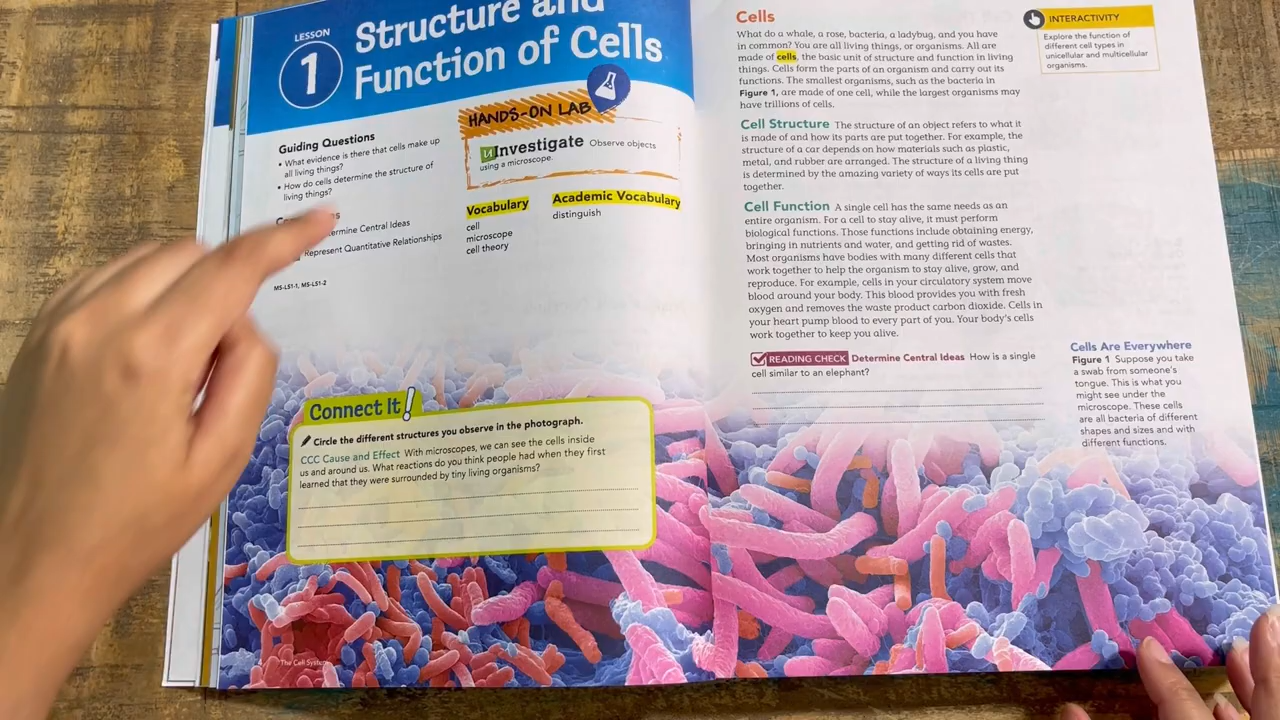 LESSON
1
Structure and
Function of Cells
Guiding Questions
• What evidence is there that cells make up
all living things?
• How do cells determine the structure of
living things?
Determine Central Ideas
Represent Quantitative Relationships
MS-LS1-1, MS-LS1-2
HANDS-ON LAB
uInvestigate Observe objects
using a microscope.
Vocabulary
cell
microscope
cell theory
Academic Vocabulary
distinguish
Connect It!
Circle the different structures you observe in the photograph.
CCC Cause and Effect With microscopes, we can see the cells inside
us and around us. What reactions do you think people had when they first
learned that they were surrounded by tiny living organisms?
4 The Cell System
Cells
What do a whale, a rose, bacteria, a ladybug, and you have
in common? You are all living things, or organisms. All are
made of cells, the basic unit of structure and function in living
things. Cells form the parts of an organism and carry out its
functions. The smallest organisms, such as the bacteria in
Figure 1, are made of one cell, while the largest organisms may
have trillions of cells.
Cell Structure The structure of an object refers to what it
is made of and how its parts are put together. For example, the
structure of a car depends on how materials such as plastic,
metal, and rubber are arranged. The structure of a living thing
is determined by the amazing variety of ways its cells are put
together.
Cell Function A single cell has the same needs as an
entire organism. For a cell to stay alive, it must perform
biological functions. Those functions include obtaining energy,
bringing in nutrients and water, and getting rid of wastes.
Most organisms have bodies with many different cells that
work together to help the organism to stay alive, grow, and
reproduce. For example, cells in your circulatory system move
blood around your body. This blood provides you with fresh
oxygen and removes the waste product carbon dioxide. Cells in
your heart pump blood to every part of you. Your body's cells
work together to keep you alive.
READING CHECK Determine Central Ideas How is a single
cell similar to an elephant?
INTERACTIVITY
Explore the function of
different cell types in
unicellular and multicellular
organisms.
Cells Are Everywhere
Figure 1 Suppose you take
a swab from someone's
tongue. This is what you
might see under the
microscope. These cells
are all bacteria of different
shapes and sizes and with
different functions.